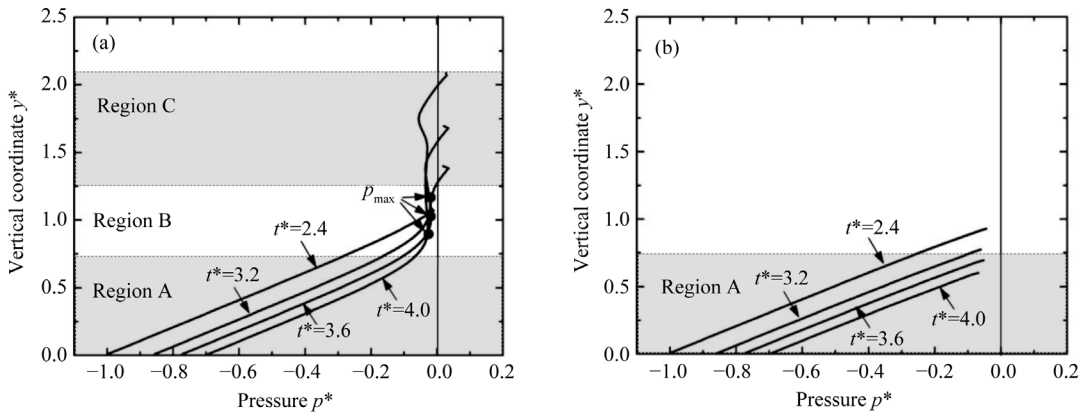 (a)
2.5
2.0
1.5
1.0
0.5
0.0
Vertical coordinate y*
Region C
Region B
Region A
pmax
t*=2.4
t*=3.2
t*=3.6
t*=4.0
−1.0 −0.8 −0.6 −0.4 −0.2 0.0 0.2
Pressure p*
(b)
2.5
2.0
1.5
1.0
0.5
0.0
Vertical coordinate y*
Region A
t*=2.4
t*=3.2
t*=3.6
t*=4.0
−1.0 −0.8 −0.6 −0.4 −0.2 0.0 0.2
Pressure p*